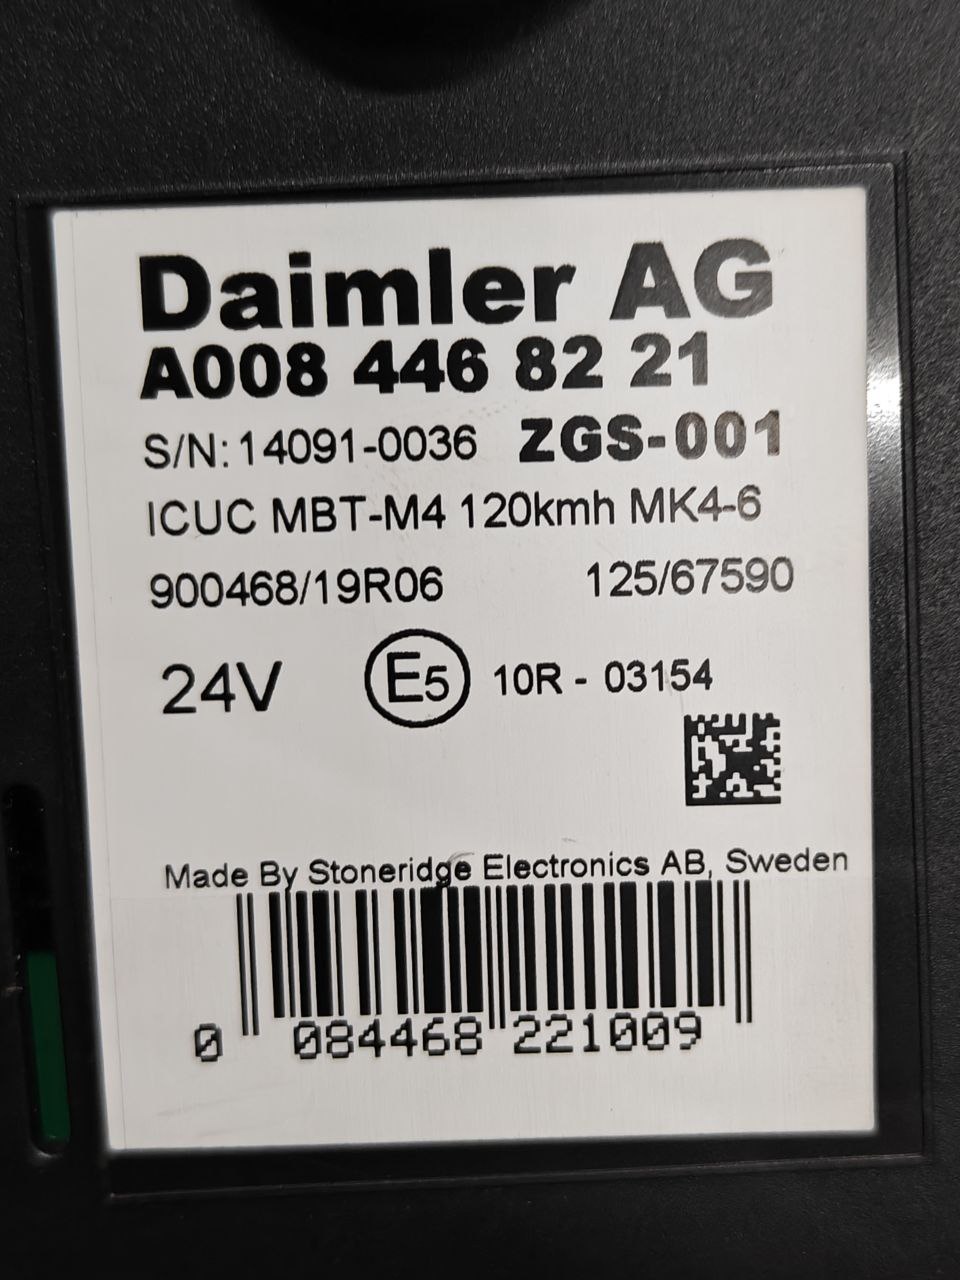 Daimler AG
A008 446 82 21
S/N: 14091-0036 ZGS-001
ICUC MBT-M4 120kmh MK4-6
900468/19R06 125/67590
24V E5 10R - 03154
Made By Stoneridge Electronics AB, Sweden
0 084468 221009